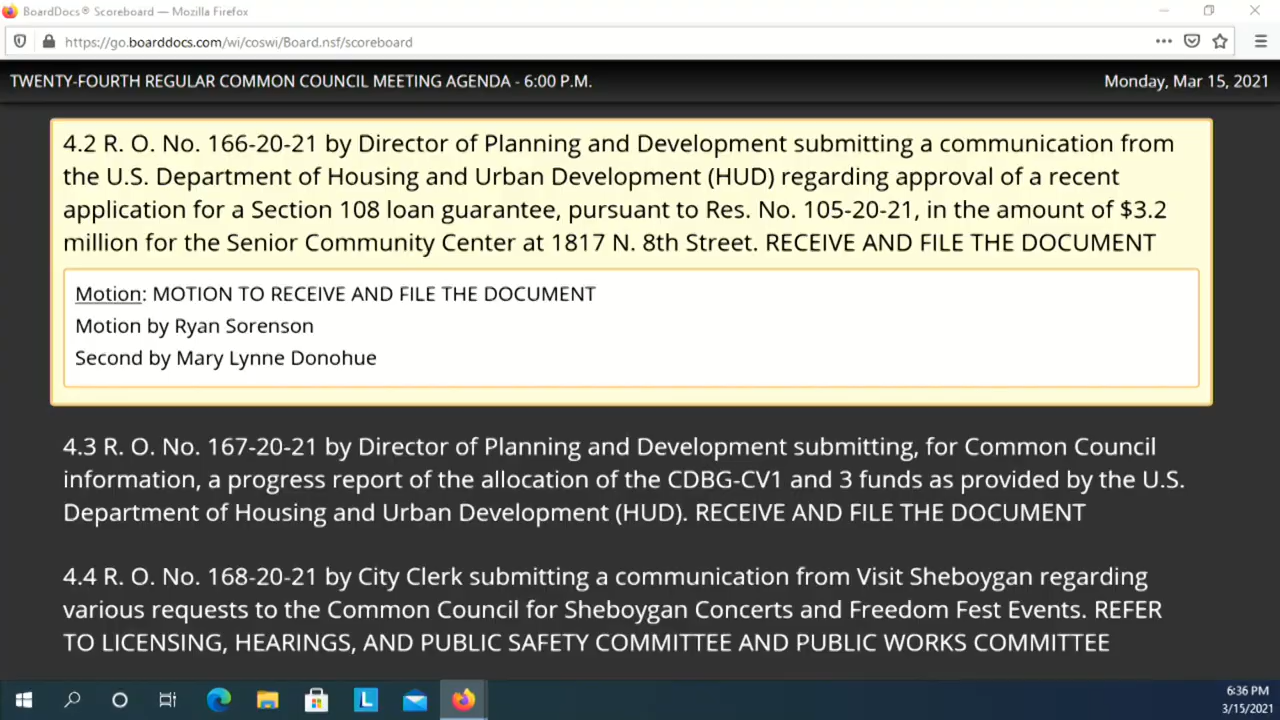 BoardDocs® Scoreboard — Mozilla Firefox
https://go.boarddocs.com/wi/coswi/Board.nsf/scoreboard
TWENTY-FOURTH REGULAR COMMON COUNCIL MEETING AGENDA - 6:00 P.M. Monday, Mar 15, 2021
4.2 R. O. No. 166-20-21 by Director of Planning and Development submitting a communication from
the U.S. Department of Housing and Urban Development (HUD) regarding approval of a recent
application for a Section 108 loan guarantee, pursuant to Res. No. 105-20-21, in the amount of $3.2
million for the Senior Community Center at 1817 N. 8th Street. RECEIVE AND FILE THE DOCUMENT
Motion: MOTION TO RECEIVE AND FILE THE DOCUMENT
Motion by Ryan Sorenson
Second by Mary Lynne Donohue
4.3 R. O. No. 167-20-21 by Director of Planning and Development submitting, for Common Council
information, a progress report of the allocation of the CDBG-CV1 and 3 funds as provided by the U.S.
Department of Housing and Urban Development (HUD). RECEIVE AND FILE THE DOCUMENT
4.4 R. O. No. 168-20-21 by City Clerk submitting a communication from Visit Sheboygan regarding
various requests to the Common Council for Sheboygan Concerts and Freedom Fest Events. REFER
TO LICENSING, HEARINGS, AND PUBLIC SAFETY COMMITTEE AND PUBLIC WORKS COMMITTEE
L
6:36 PM
3/15/2021